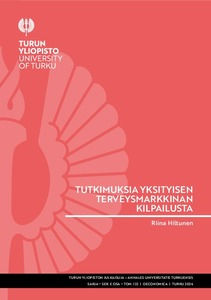 TURUN
YLIOPISTO
UNIVERSITY
OF TURKU
TUTKIMUKSIA YKSITYISEN
TERVEYSMARKKINAN
KILPAILUSTA
Riina Hiltunen
TURUN YLIOPISTON JULKAISUJA – ANNALES UNIVERSITATIS TURKUENSIS
SARJA – SER. E OSA – TOM. 122 | OECONOMICA | TURKU 2024